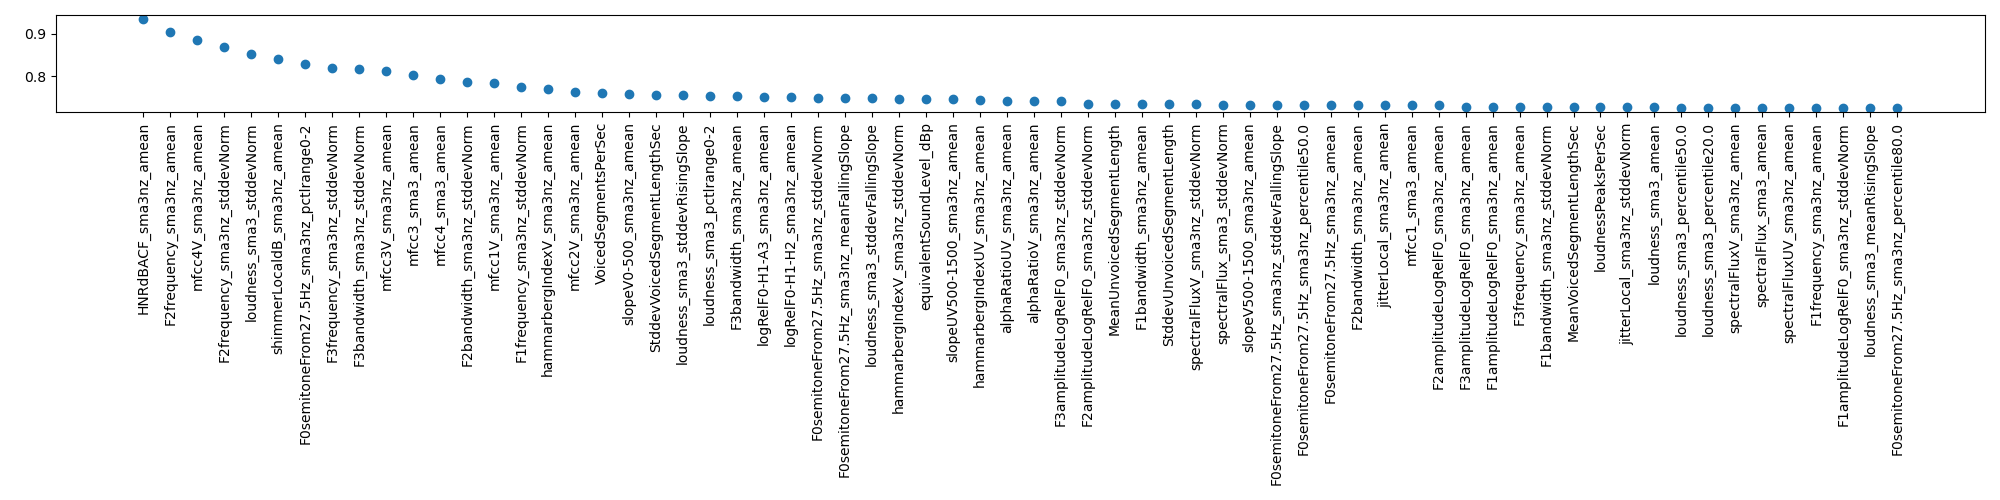 0.9
0.8
HNRdBACF_sma3nz_amean
F2frequency_sma3nz_amean
mfcc4V_sma3nz_amean
F2frequency_sma3nz_stddevNorm
loudness_sma3_stddevNorm
shimmerLocaldB_sma3nz_amean
F0semitoneFrom27.5Hz_sma3nz_pctlrange0-2
F3frequency_sma3nz_stddevNorm
F3bandwidth_sma3nz_stddevNorm
mfcc3V_sma3nz_amean
mfcc3_sma3_amean
mfcc4_sma3_amean
F2bandwidth_sma3nz_stddevNorm
mfcc1V_sma3nz_amean
F1frequency_sma3nz_stddevNorm
hammarbergIndexV_sma3nz_amean
mfcc2V_sma3nz_amean
VoicedSegmentsPerSec
slopeV0-500_sma3nz_amean
StddevVoicedSegmentLengthSec
loudness_sma3_stddevRisingSlope
loudness_sma3_pctlrange0-2
F3bandwidth_sma3nz_amean
logRelF0-H1-A3_sma3nz_amean
logRelF0-H1-H2_sma3nz_amean
F0semitoneFrom27.5Hz_sma3nz_stddevNorm
F0semitoneFrom27.5Hz_sma3nz_meanFallingSlope
loudness_sma3_stddevFallingSlope
hammarbergIndexV_sma3nz_stddevNorm
equivalentSoundLevel_dBp
slopeUV500-1500_sma3nz_amean
hammarbergIndexUV_sma3nz_amean
alphaRatioUV_sma3nz_amean
alphaRatioV_sma3nz_amean
F3amplitudeLogRelF0_sma3nz_stddevNorm
F2amplitudeLogRelF0_sma3nz_stddevNorm
MeanUnvoicedSegmentLength
F1bandwidth_sma3nz_amean
StddevUnvoicedSegmentLength
spectralFluxV_sma3nz_stddevNorm
spectralFlux_sma3_stddevNorm
slopeV500-1500_sma3nz_amean
F0semitoneFrom27.5Hz_sma3nz_stddevFallingSlope
F0semitoneFrom27.5Hz_sma3nz_percentile50.0
F0semitoneFrom27.5Hz_sma3nz_amean
F2bandwidth_sma3nz_amean
jitterLocal_sma3nz_amean
mfcc1_sma3_amean
F2amplitudeLogRelF0_sma3nz_amean
F3amplitudeLogRelF0_sma3nz_amean
F1amplitudeLogRelF0_sma3nz_amean
F3frequency_sma3nz_amean
F1bandwidth_sma3nz_stddevNorm
MeanVoicedSegmentLengthSec
loudnessPeaksPerSec
jitterLocal_sma3nz_stddevNorm
loudness_sma3_amean
loudness_sma3_percentile50.0
loudness_sma3_percentile20.0
spectralFluxV_sma3nz_amean
spectralFlux_sma3_amean
spectralFluxUV_sma3nz_amean
F1frequency_sma3nz_amean
F1amplitudeLogRelF0_sma3nz_stddevNorm
loudness_sma3_meanRisingSlope
F0semitoneFrom27.5Hz_sma3nz_percentile80.0